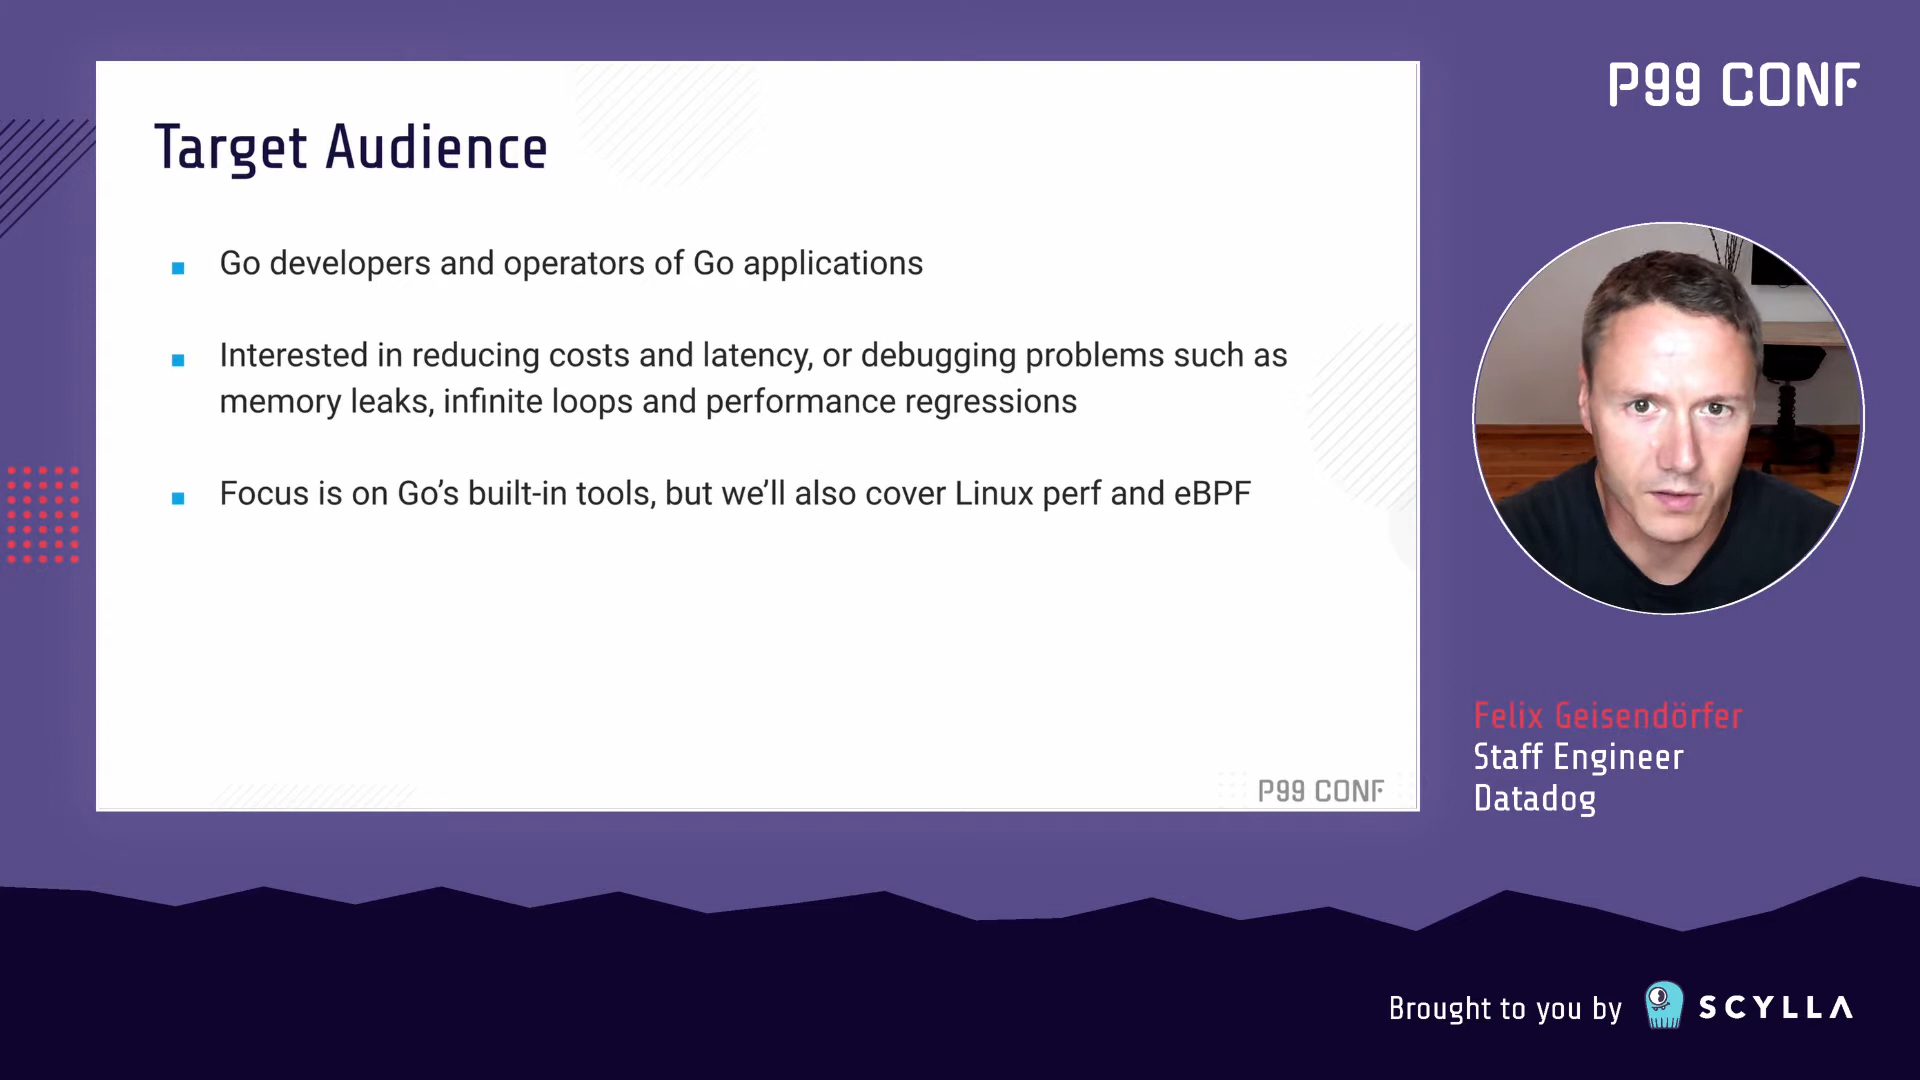 P99 CONF
Target Audience
Go developers and operators of Go applications
Interested in reducing costs and latency, or debugging problems such as
memory leaks, infinite loops and performance regressions
Focus is on Go’s built-in tools, but we’ll also cover Linux perf and eBPF
P99 CONF
Felix Geisendörfer
Staff Engineer
Datadog
Brought to you by SCYLLA